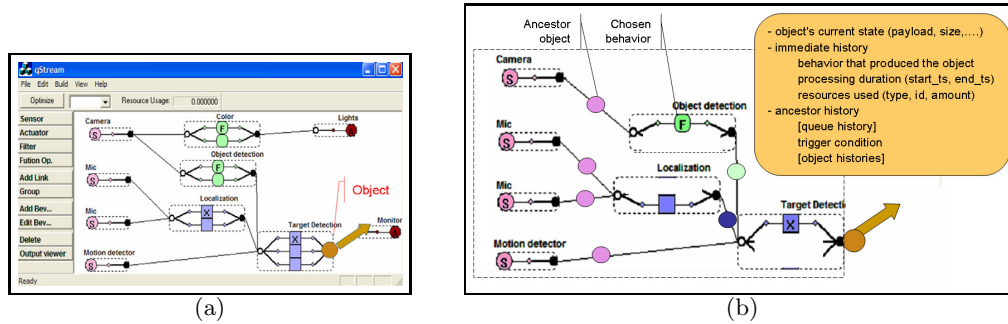 qStream
File Edit Build View Help
Optimize Resource Usage: 0.000000
Sensor
Actuator
Filter
Fution Op.
Add Link
Group
Add Bev...
Edit Bev...
Delete
Output viewer
Ready
Camera
S
Color
F
Lights
A
Object detection
F
Mic
S
Localization
X
Mic
S
Object
Target Detection
X
Monitor
A
Motion detector
S
(a)
Ancestor
object
Chosen
behavior
Camera
S
Object detection
F
Mic
S
Localization
Mic
S
Target Detecti
X
Motion detector
S
- object's current state (payload, size,....)
- immediate history
behavior that produced the object
processing duration (start_ts, end_ts)
resources used (type, id, amount)
- ancestor history
[queue history]
trigger condition
[object histories]
(b)